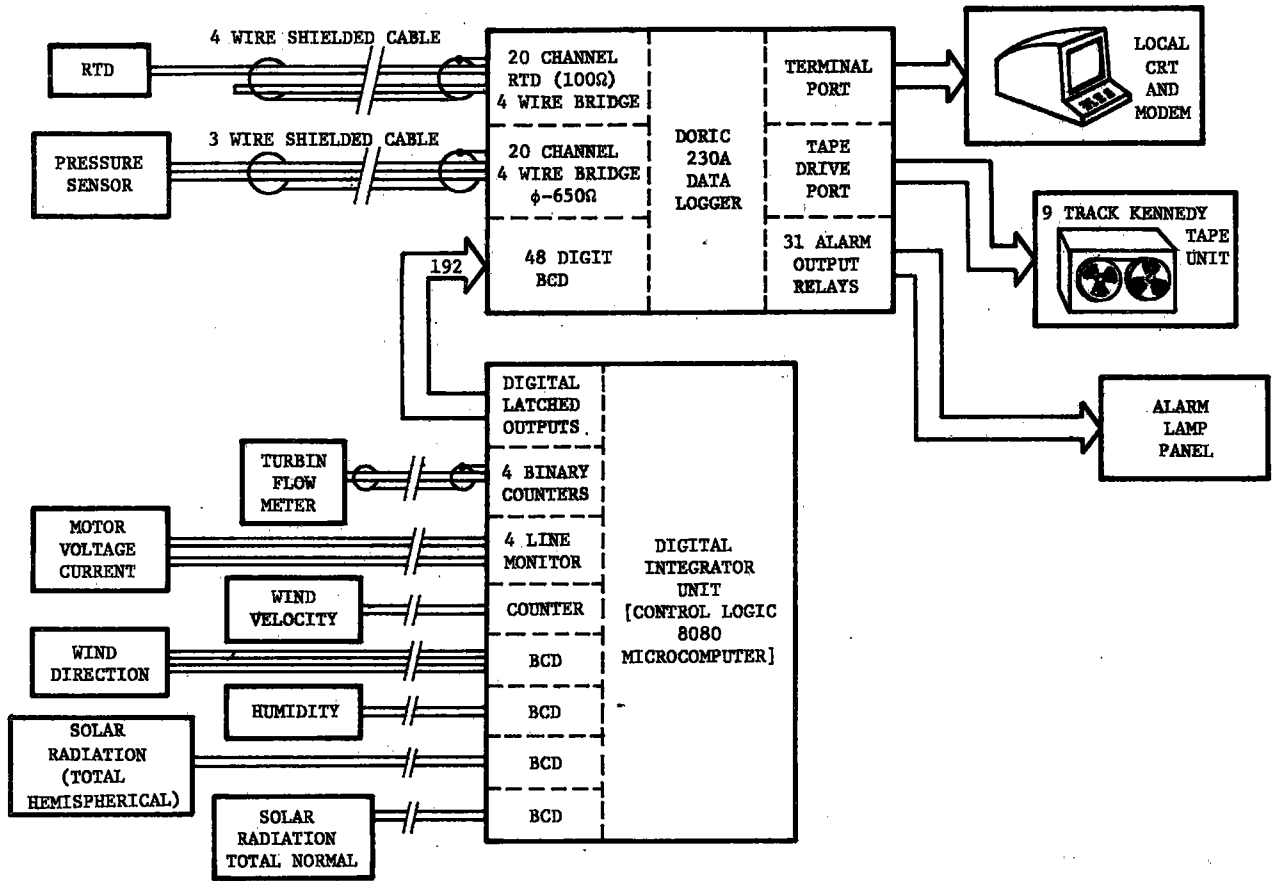 4 WIRE SHIELDED CABLE
RTD
3 WIRE SHIELDED CABLE
PRESSURE
SENSOR
20 CHANNEL
RTD (100Ω)
4 WIRE BRIDGE
20 CHANNEL
4 WIRE BRIDGE
ϕ-650Ω
192
48 DIGIT
BCD
DORIC
230A
DATA
LOGGER
TERMINAL
PORT
TAPE
DRIVE
PORT
31 ALARM
OUTPUT
RELAYS
LOCAL
CRT
AND
MODEM
9 TRACK KENNEDY
TAPE
UNIT
ALARM
LAMP
PANEL
DIGITAL
LATCHED
OUTPUTS
TURBIN
FLOW
METER
4 BINARY
COUNTERS
MOTOR
VOLTAGE
CURRENT
4 LINE
MONITOR
WIND
VELOCITY
COUNTER
WIND
DIRECTION
BCD
HUMIDITY
BCD
SOLAR
RADIATION
(TOTAL
HEMISPHERICAL)
BCD
SOLAR
RADIATION
TOTAL NORMAL
BCD
DIGITAL
INTEGRATOR
UNIT
[CONTROL LOGIC
8080
MICROCOMPUTER]